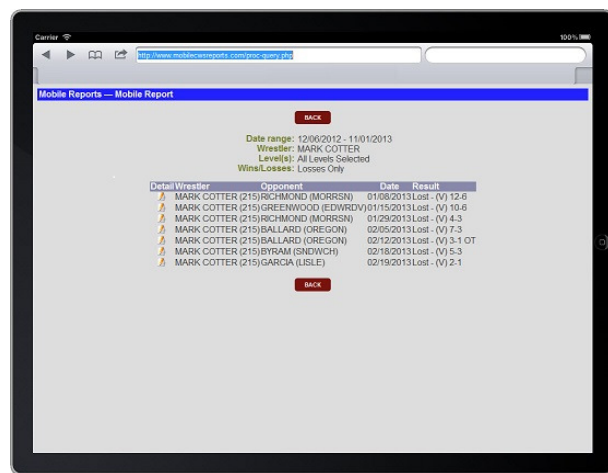 Carrier 100%
http://www.mobilecwsreports.com/proc-query.php
Mobile Reports — Mobile Report
BACK
Date range: 12/06/2012 - 11/01/2013
Wrestler: MARK COTTER
Level(s): All Levels Selected
Wins/Losses: Losses Only
Detail Wrestler Opponent Date Result
MARK COTTER (215) RICHMOND (MORRSN) 01/08/2013 Lost - (V) 12-6
MARK COTTER (215) GREENWOOD (EDWRDV) 01/15/2013 Lost - (V) 10-6
MARK COTTER (215) RICHMOND (MORRSN) 01/29/2013 Lost - (V) 4-3
MARK COTTER (215) BALLARD (OREGON) 02/05/2013 Lost - (V) 7-3
MARK COTTER (215) BALLARD (OREGON) 02/12/2013 Lost - (V) 3-1 OT
MARK COTTER (215) BYRAM (SNDWCH) 02/18/2013 Lost - (V) 5-3
MARK COTTER (215) GARCIA (LISLE) 02/19/2013 Lost - (V) 2-1
BACK